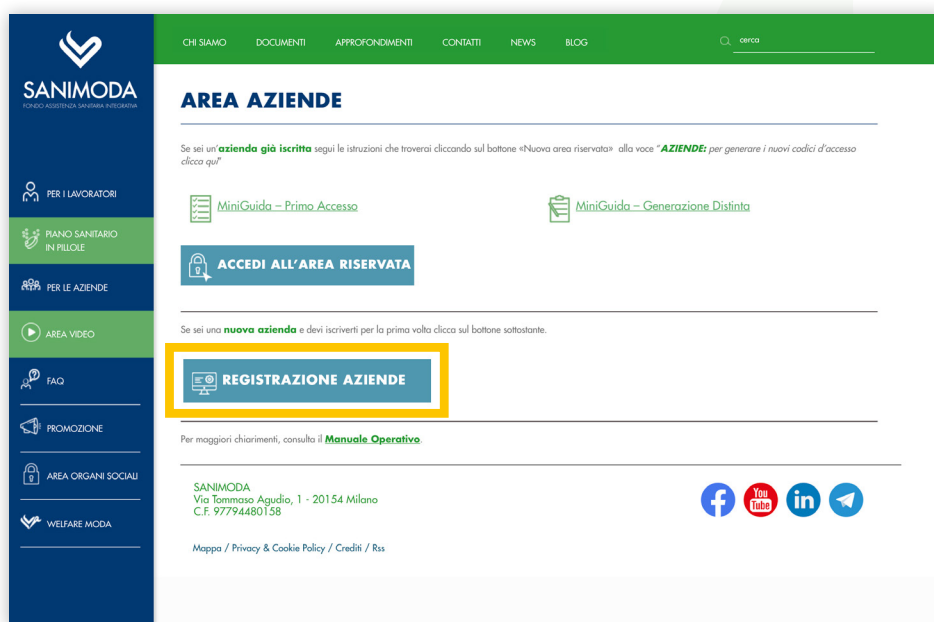 SANIMODA
FONDO ASSISTENZA SANITARIA INTEGRATIVA
PER I LAVORATORI
PIANO SANITARIO
IN PILLOLE
PER LE AZIENDE
AREA VIDEO
FAQ
PROMOZIONE
AREA ORGANI SOCIALI
WELFARE MODA
CHI SIAMO DOCUMENTI APPROFONDIMENTI CONTATTI NEWS BLOG cerca
AREA AZIENDE
Se sei un'azienda già iscritta segui le istruzioni che troverai cliccando sul bottone «Nuova area riservata» alla voce "AZIENDE: per generare i nuovi codici d'accesso
clicca qui"
MiniGuida – Primo Accesso MiniGuida – Generazione Distinta
ACCEDI ALL'AREA RISERVATA
Se sei una nuova azienda e devi iscriverti per la prima volta clicca sul bottone sottostante.
REGISTRAZIONE AZIENDE
Per maggiori chiarimenti, consulta il Manuale Operativo.
SANIMODA
Via Tommaso Agudio, 1 - 20154 Milano
C.F. 97794480158
You
Tube
in
Mappa / Privacy & Cookie Policy / Crediti / Rss